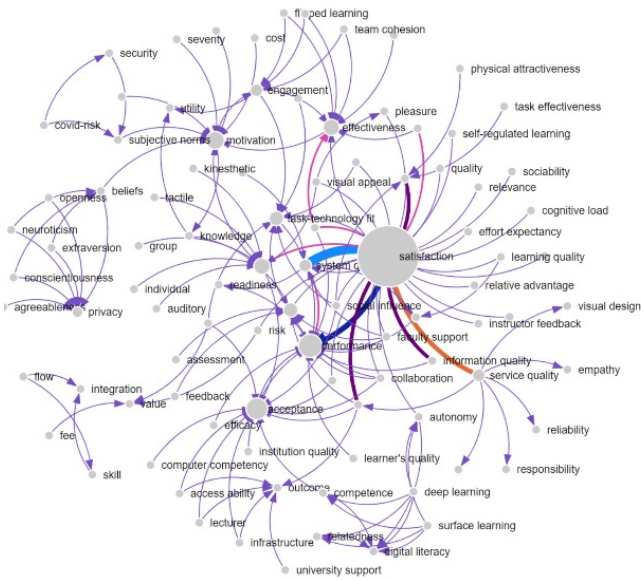 flipped learning
team cohesion
severity
cost
security
physical attractiveness
engagement
utility
pleasure
task effectiveness
covid-risk
subjective norms
motivation
effectiveness
self-regulated learning
kinesthetic
visual appeal
quality
sociability
openness
beliefs
tactile
relevance
cognitive load
neuroticism
task-technology fit
effort expectancy
extraversion
group
knowledge
satisfaction
learning quality
conscientiousness
system
individual
readiness
relative advantage
agreeableness
privacy
auditory
social influence
visual design
risk
instructor feedback
performance
faculty support
assessment
information quality
flow
service quality
empathy
integration
collaboration
value
feedback
acceptance
efficacy
autonomy
fee
reliability
institution quality
learner's quality
computer competency
responsibility
skill
access ability
outcome
competence
deep learning
lecturer
surface learning
infrastructure
relatedness
digital literacy
university support